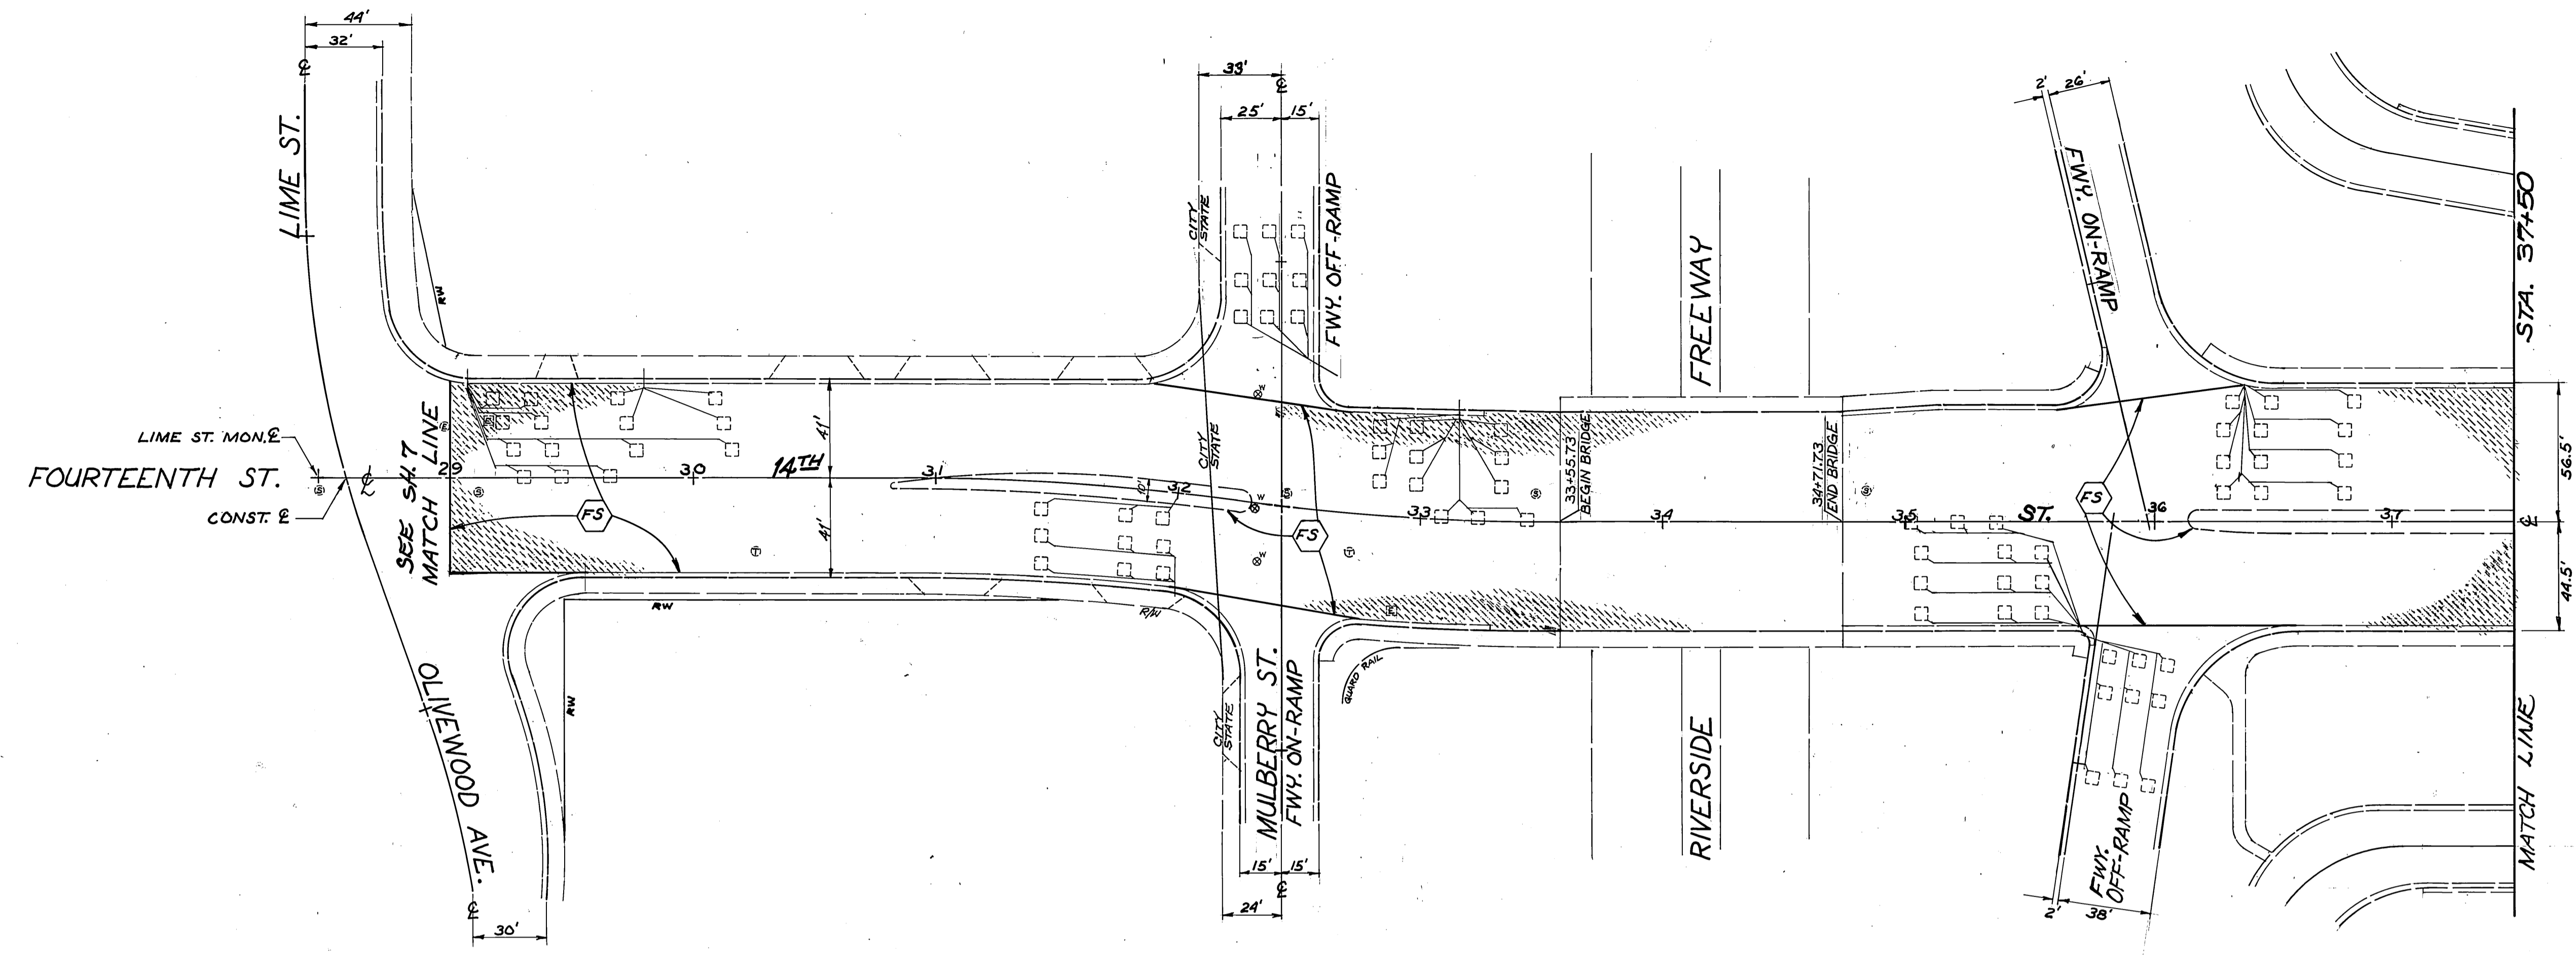 44'
32'
℄
LIME ST.
LIME ST. MON. ℄
FOURTEENTH ST.
CONST. ℄
℄
SEE SH. 7
MATCH LINE
OLIVEWOOD AVE.
℄
30'
RW
29
30
14TH
31
32
41'
41'
10'
FS
E
E
S
S
T
RW
RW
R/W
33'
℄
25'
15'
CITY
STATE
FWY. OFF-RAMP
CITY
STATE
W
W
W
S
T
FS
E
CITY
STATE
MULBERRY ST.
FWY. ON-RAMP
15'
15'
℄
24'
GUARD RAIL
33
S
33+55.73
BEGIN BRIDGE
34
FREEWAY
RIVERSIDE
34+71.73
END BRIDGE
S
35
ST.
2'
26'
FWY. ON-RAMP
FS
36
37
℄
FWY.
OFF-RAMP
2'
38'
56.5'
44.5'
STA. 37+50
MATCH LINE